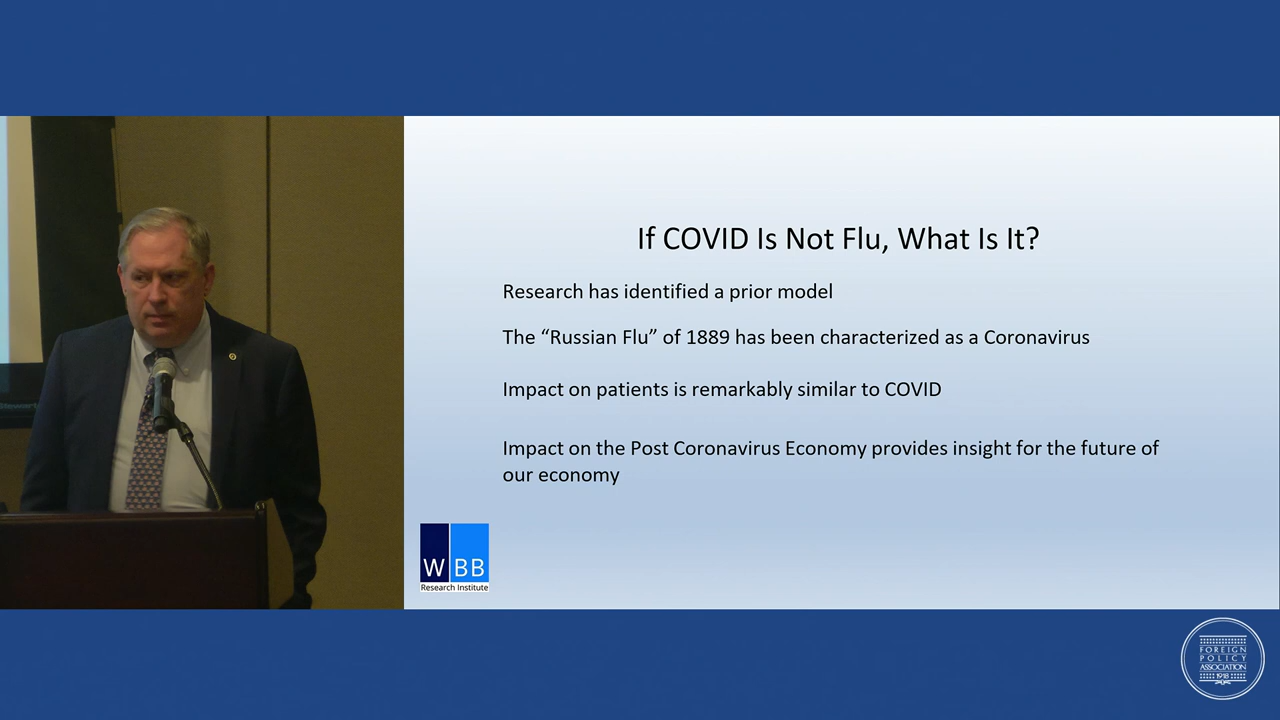 If COVID Is Not Flu, What Is It?
Research has identified a prior model
The “Russian Flu” of 1889 has been characterized as a Coronavirus
Impact on patients is remarkably similar to COVID
Impact on the Post Coronavirus Economy provides insight for the future of
our economy
W BB
Research Institute
FOREIGN
POLICY
ASSOCIATION
1918